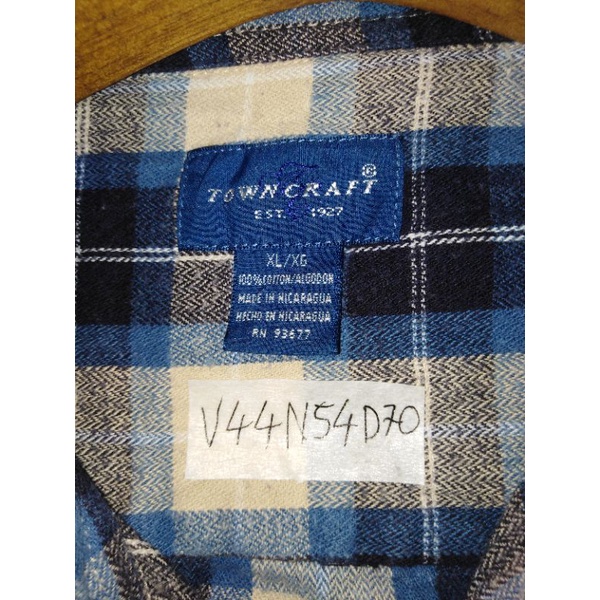 TOWNCRAFT ®
EST. 1927
XL/XG
100% COTTON/ALGODON
MADE IN NICARAGUA
HECHO EN NICARAGUA
RN 93677
V44N54D70